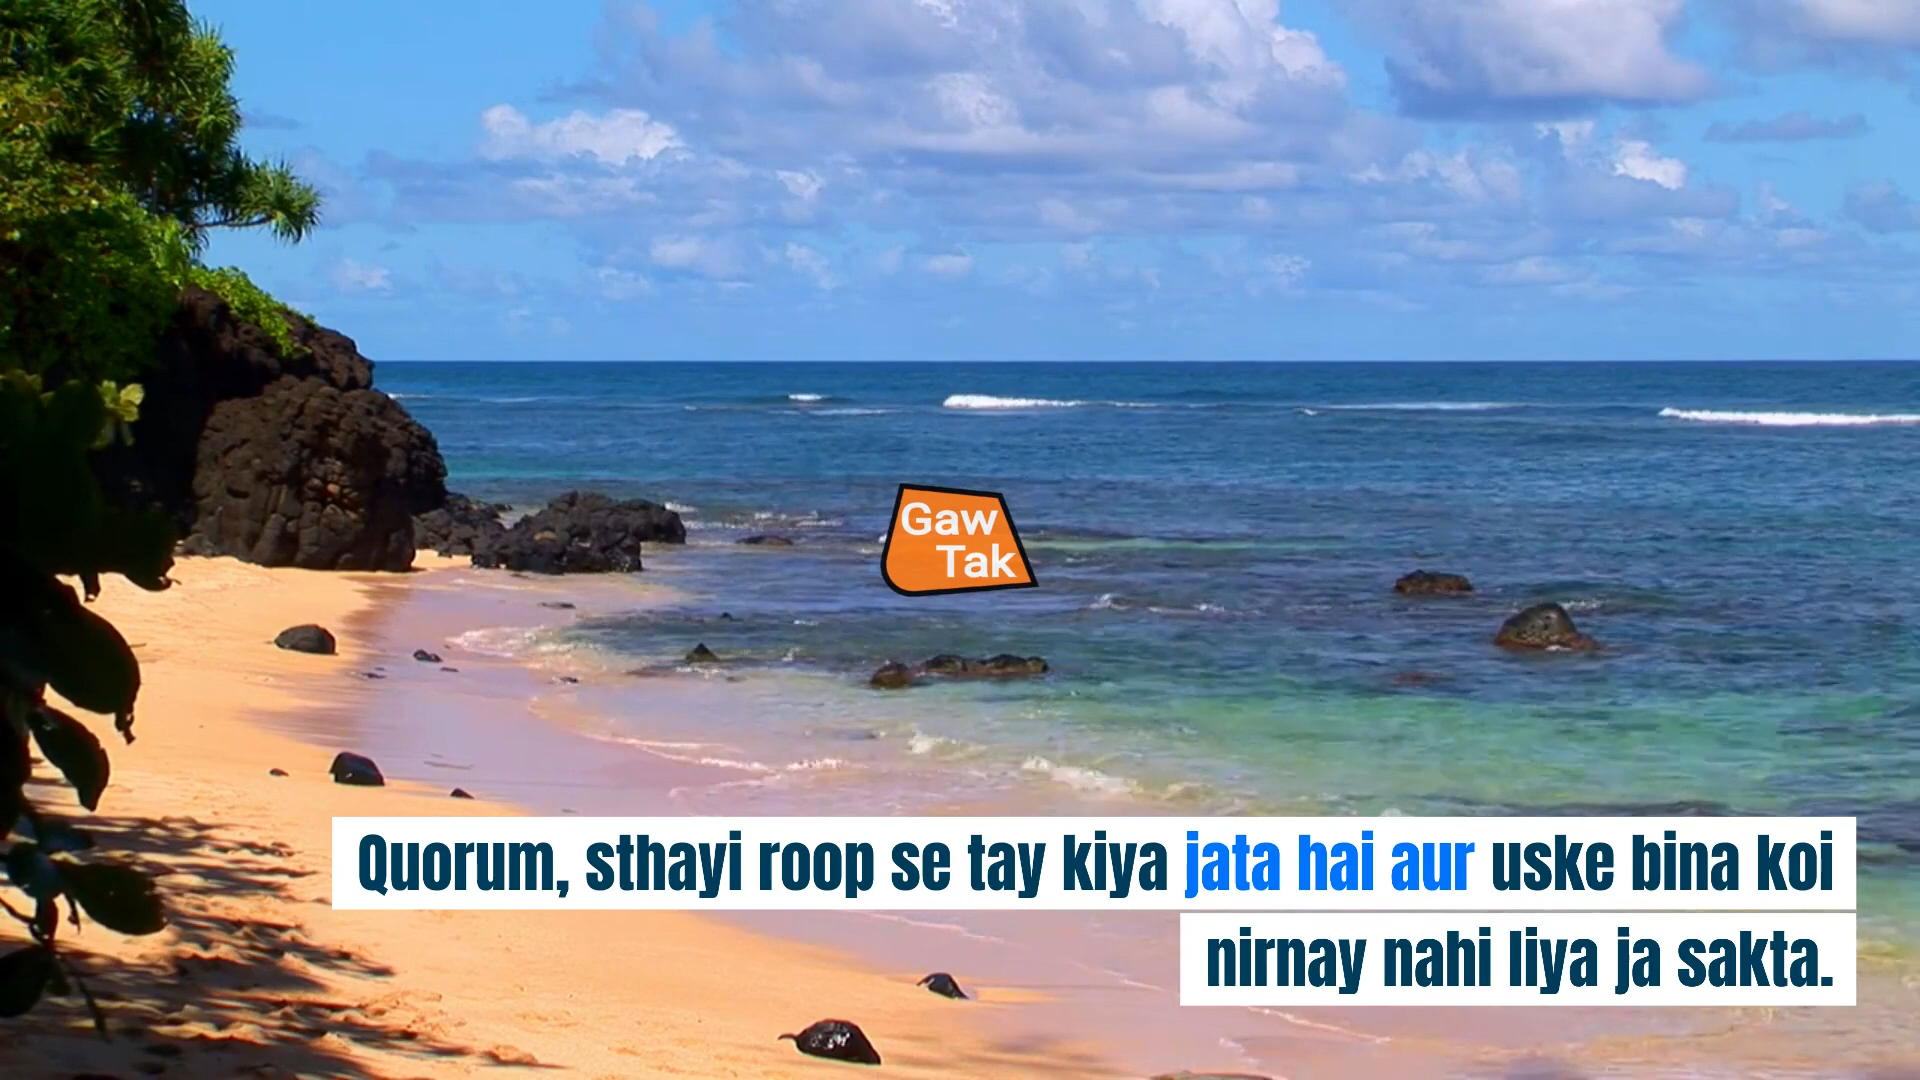 Gaw
Tak
Quorum, sthayi roop se tay kiya jata hai aur uske bina koi
nirnay nahi liya ja sakta.